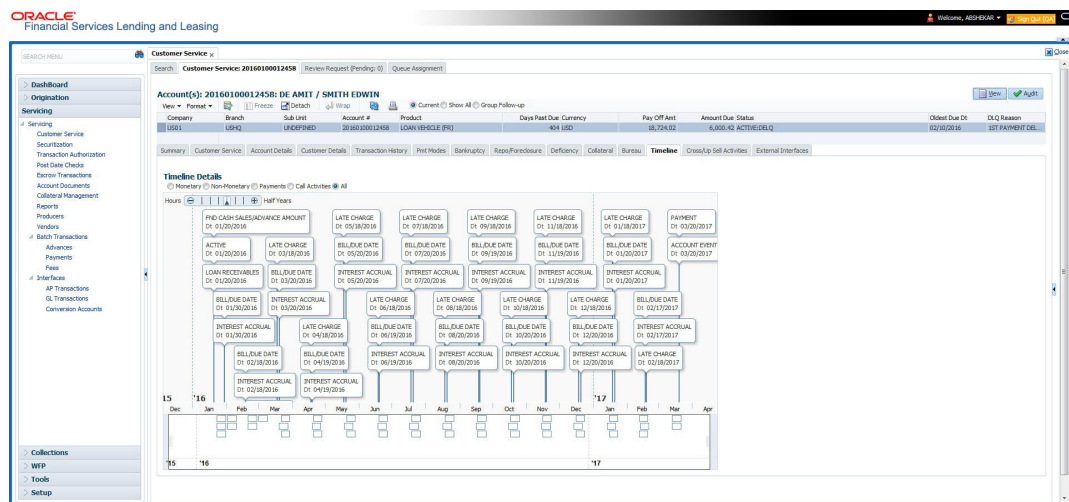 ORACLE
Financial Services Lending and Leasing
Welcome, ABSHEKAR
Sign Out [QA]
SEARCH MENU
Customer Service x
Close
Search Customer Service: 20160100012458 Review Request (Pending: 0) Queue Assignment
DashBoard
Origination
Servicing
Servicing
Customer Service
Securitization
Transaction Authorization
Post Date Checks
Escrow Transactions
Account Documents
Collateral Management
Reports
Producers
Vendors
Batch Transactions
Advances
Payments
Fees
Interfaces
AP Transactions
GL Transactions
Conversion Accounts
Collections
WFP
Tools
Setup
Account(s): 20160100012458: DE AMIT / SMITH EDWIN
View Audit
View Format Freeze Detach Wrap Current Show All Group Follow-up
Company Branch Sub Unit Account # Product Days Past Due Currency Pay Off Amt Amount Due Status Oldest Due Dt DLQ Reason
US01 USHQ UNDEFINED 20160100012458 LOAN VEHICLE (FR) 404 USD 18,724.02 6,000.42 ACTIVE:DELQ 02/10/2016 1ST PAYMENT DEL...
Summary Customer Service Account Details Customer Details Transaction History Pmt Modes Bankruptcy Repo/Foreclosure Deficiency Collateral Bureau Timeline Cross/Up Sell Activities External Interfaces
Timeline Details
Monetary Non-Monetary Payments Call Activities All
Hours Half Years
FND CASH SALES/ADVANCE AMOUNT LATE CHARGE LATE CHARGE LATE CHARGE LATE CHARGE LATE CHARGE PAYMENT
Dt 01/20/2016 Dt 05/18/2016 Dt 07/18/2016 Dt 09/18/2016 Dt 11/18/2016 Dt 01/18/2017 Dt 03/20/2017
ACTIVE LATE CHARGE BILL/DUE DATE BILL/DUE DATE BILL/DUE DATE BILL/DUE DATE BILL/DUE DATE ACCOUNT EVENT
Dt 01/20/2016 Dt 03/18/2016 Dt 05/20/2016 Dt 07/20/2016 Dt 09/19/2016 Dt 11/19/2016 Dt 01/20/2017 Dt 03/20/2017
LOAN RECEIVABLES BILL/DUE DATE INTEREST ACCRUAL INTEREST ACCRUAL INTEREST ACCRUAL INTEREST ACCRUAL INTEREST ACCRUAL
Dt 01/20/2016 Dt 03/20/2016 Dt 05/20/2016 Dt 07/20/2016 Dt 09/19/2016 Dt 11/19/2016 Dt 01/20/2017
BILL/DUE DATE INTEREST ACCRUAL LATE CHARGE LATE CHARGE LATE CHARGE LATE CHARGE BILL/DUE DATE
Dt 01/30/2016 Dt 03/20/2016 Dt 06/18/2016 Dt 08/18/2016 Dt 10/18/2016 Dt 12/18/2016 Dt 02/17/2017
INTEREST ACCRUAL LATE CHARGE BILL/DUE DATE BILL/DUE DATE BILL/DUE DATE BILL/DUE DATE INTEREST ACCRUAL
Dt 01/30/2016 Dt 04/18/2016 Dt 06/19/2016 Dt 08/20/2016 Dt 10/20/2016 Dt 12/20/2016 Dt 02/17/2017
BILL/DUE DATE BILL/DUE DATE INTEREST ACCRUAL INTEREST ACCRUAL INTEREST ACCRUAL INTEREST ACCRUAL LATE CHARGE
Dt 02/18/2016 Dt 04/19/2016 Dt 06/19/2016 Dt 08/20/2016 Dt 10/20/2016 Dt 12/20/2016 Dt 02/18/2017
INTEREST ACCRUAL INTEREST ACCRUAL
Dt 02/18/2016 Dt 04/19/2016
15 '16 '17
Dec Jan Feb Mar Apr May Jun Jul Aug Sep Oct Nov Dec Jan Feb Mar Apr
'15 '16 '17